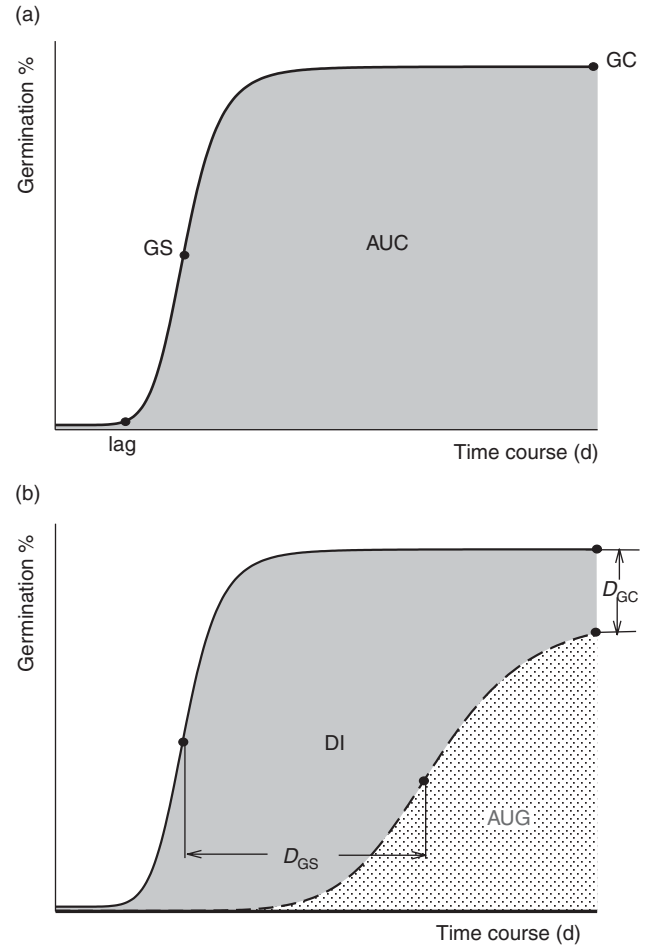 (a)
Germination %
GC
GS
AUC
lag
Time course (d)
(b)
Germination %
DGC
DI
AUG
DGS
Time course (d)